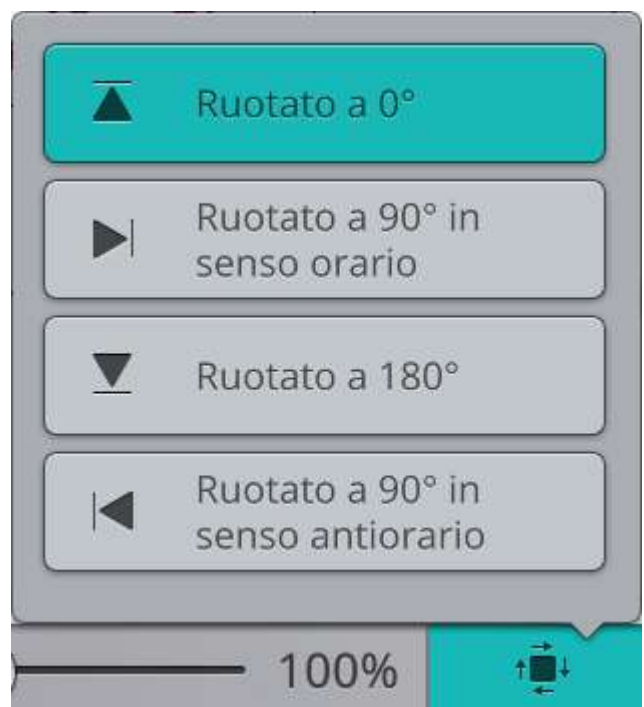 Ruotato a 0°
Ruotato a 90° in
senso orario
Ruotato a 180°
Ruotato a 90° in
senso antiorario
100%